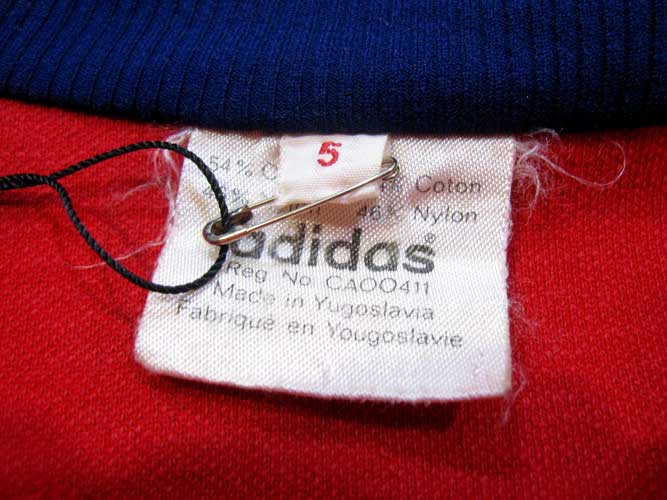 5
54% Coton
46% Nylon
adidas®
Reg No CA00411
Made in Yugoslavia
Fabriqué en Yougoslavie